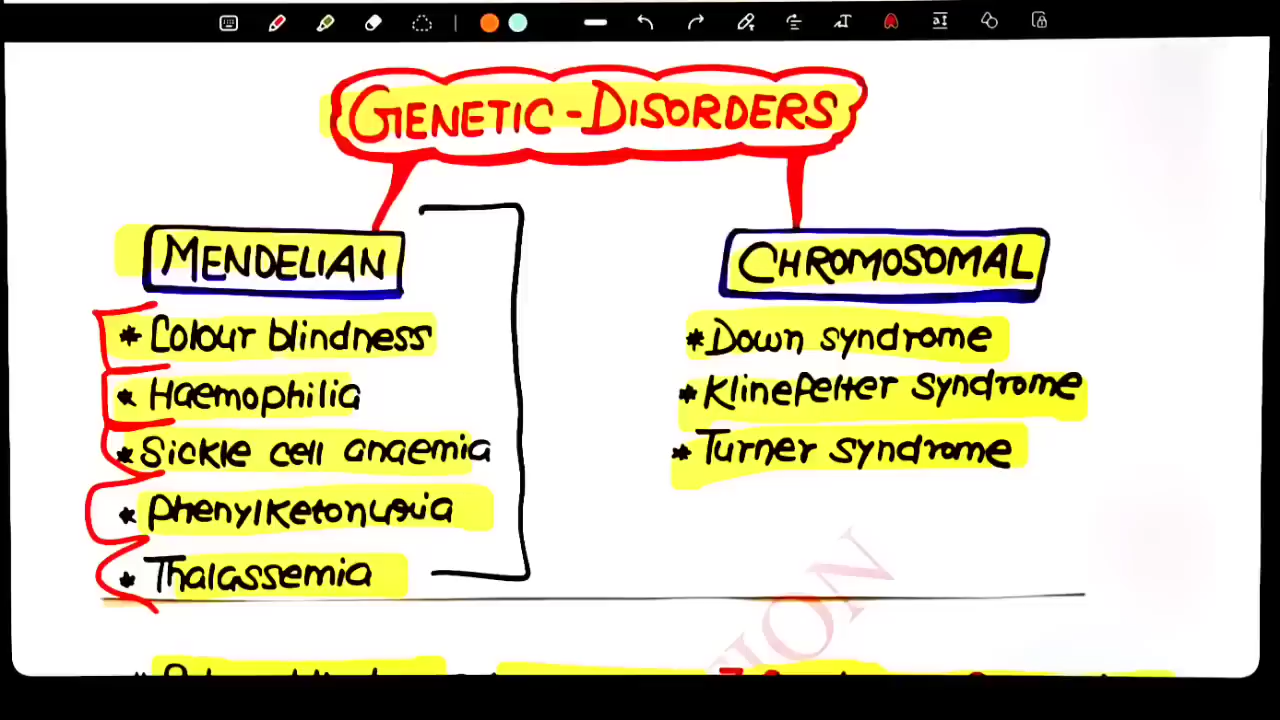 GENETIC-DISORDERS
MENDELIAN
* Colour blindness
* Haemophilia
* Sickle cell anaemia
* Phenylketonuria
* Thalassemia
CHROMOSOMAL
* Down syndrome
* Klinefelter syndrome
* Turner syndrome